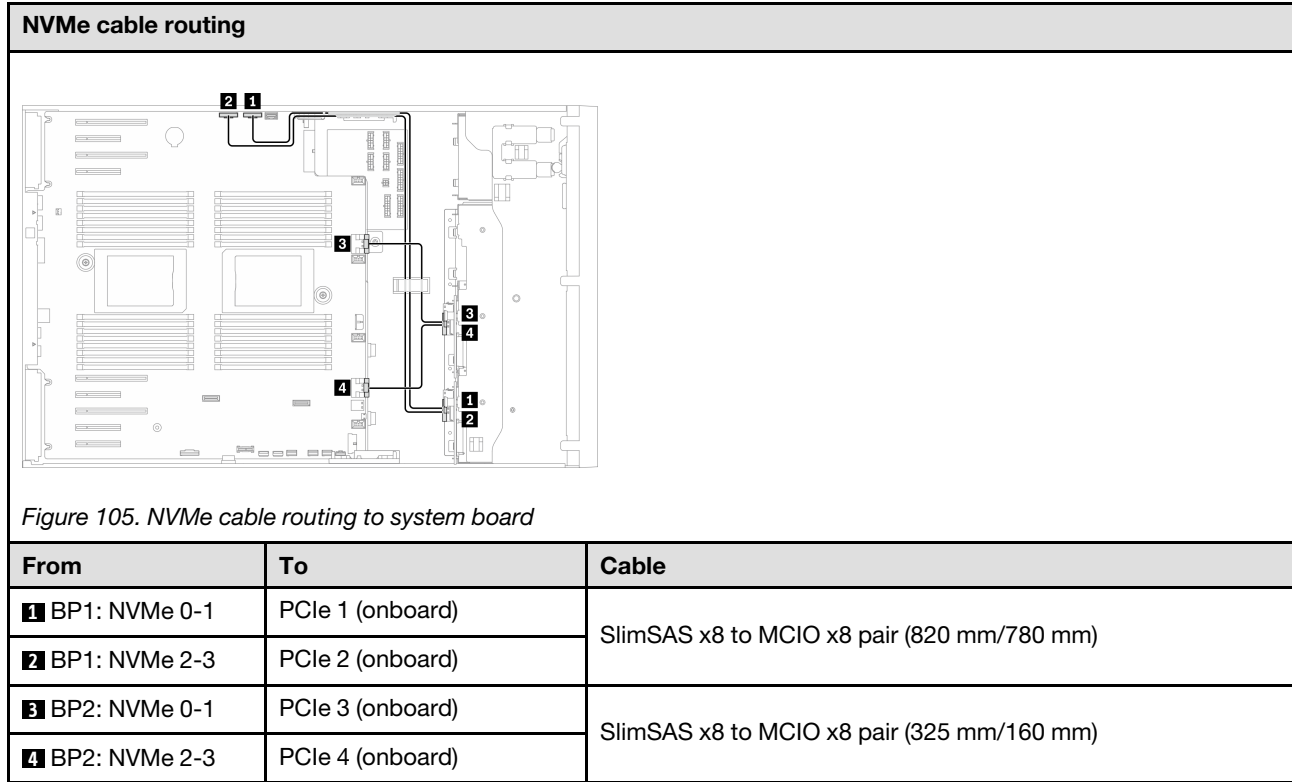 NVMe cable routing
2 1
3
3
4
4
1
2
Figure 105. NVMe cable routing to system board
From To Cable
1 BP1: NVMe 0-1 PCIe 1 (onboard) SlimSAS x8 to MCIO x8 pair (820 mm/780 mm)
2 BP1: NVMe 2-3 PCIe 2 (onboard)
3 BP2: NVMe 0-1 PCIe 3 (onboard) SlimSAS x8 to MCIO x8 pair (325 mm/160 mm)
4 BP2: NVMe 2-3 PCIe 4 (onboard)